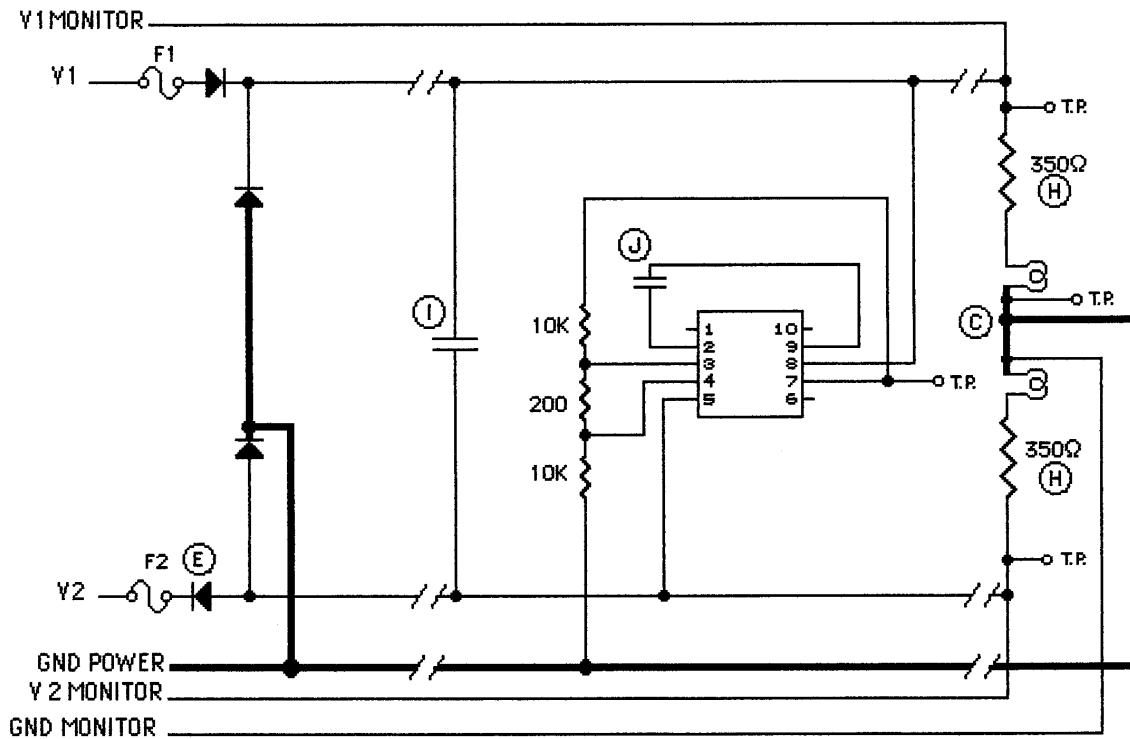 V1 MONITOR
F1
V1
T.P.
350Ω
H
J
T.P.
I
C
10K
1 10
2 9
3 8
4 7
5 6
T.P.
200
10K
350Ω
H
F2
E
T.P.
V2
GND POWER
V 2 MONITOR
GND MONITOR